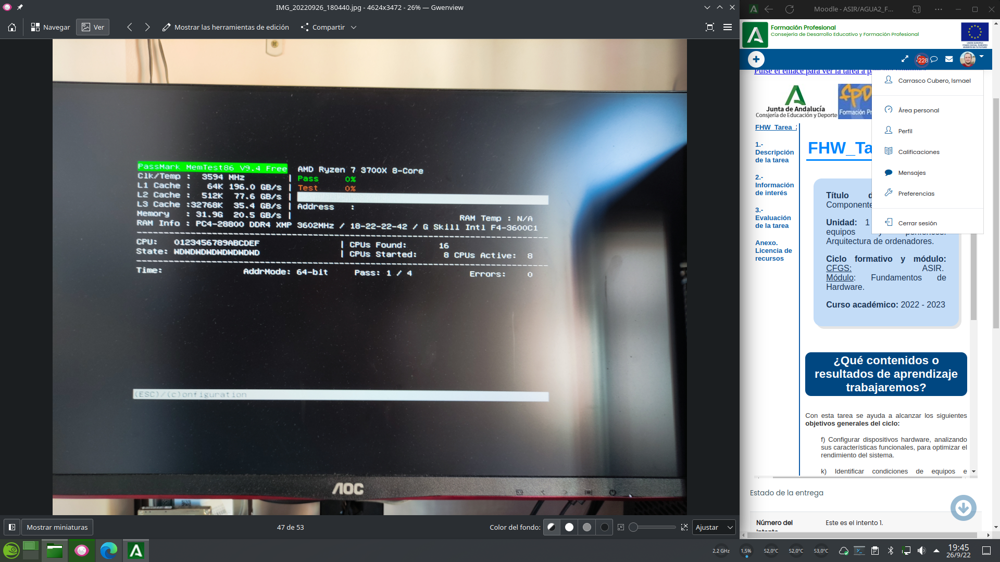 IMG_20220926_180440.jpg - 4624x3472 - 26% — Gwenview
Navegar
Ver
Mostrar las herramientas de edición
Compartir
PassMark MemTest86 V9.4 Free
AMD Ryzen 7 3700X 8-Core
Clk/Temp : 3594 MHz | Pass 0%
L1 Cache : 64K 196.0 GB/s | Test 0%
L2 Cache : 512K 77.6 GB/s |
L3 Cache :32768K 35.4 GB/s | Address :
Memory : 31.9G 20.5 GB/s | RAM Temp : N/A
RAM Info : PC4-28800 DDR4 XMP 3602MHz / 18-22-22-42 / G Skill Intl F4-3600C1
CPU: 0123456789ABCDEF | CPUs Found: 16
State: WDWDWDWDWDWDWDWD | CPUs Started: 8 CPUs Active: 8
Time: AddrMode: 64-bit Pass: 1 / 4 Errors: 0
(ESC)/(c)onfiguration
AOC
Mostrar miniaturas
47 de 53
Color del fondo:
Ajustar
Moodle - ASIR/AGUA2_F...
Formación Profesional
Consejería de Desarrollo Educativo y Formación Profesional
UNIÓN EUROPEA
228
Pulse el enlace para ver la tarea a p
Carrasco Cubero, Ismael
Área personal
Perfil
Calificaciones
Mensajes
Preferencias
Cerrar sesión
Junta de Andalucía
Consejería de Educación y Deporte
fpd
Formación Pr
FHW_Tarea_
1.-
Descripción
de la tarea
2.-
Información
de interés
3.-
Evaluación
de la tarea
Anexo.
Licencia de
recursos
FHW_Ta
Título d
Componente
Unidad: 1
equipos y periféricos.
Arquitectura de ordenadores.
Ciclo formativo y módulo:
CFGS: ASIR.
Módulo: Fundamentos de
Hardware.
Curso académico: 2022 - 2023
¿Qué contenidos o
resultados de aprendizaje
trabajaremos?
Con esta tarea se ayuda a alcanzar los siguientes
objetivos generales del ciclo:
f) Configurar dispositivos hardware, analizando
sus características funcionales, para optimizar el
rendimiento del sistema.
k) Identificar condiciones de equipos e
Estado de la entrega
Número del
Este es el intento 1.
intento
2,2 GHz
1,5%
52,0°C
52,0°C
53,0°C
19:45
26/9/22